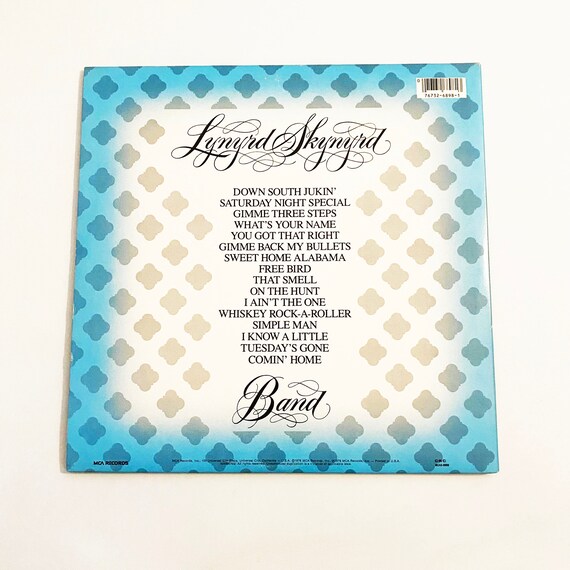 0
76732-6898-1
Lynyrd Skynyrd
DOWN SOUTH JUKIN'
SATURDAY NIGHT SPECIAL
GIMME THREE STEPS
WHAT'S YOUR NAME
YOU GOT THAT RIGHT
GIMME BACK MY BULLETS
SWEET HOME ALABAMA
FREE BIRD
THAT SMELL
ON THE HUNT
I AIN'T THE ONE
WHISKEY ROCK-A-ROLLER
SIMPLE MAN
I KNOW A LITTLE
TUESDAY'S GONE
COMIN' HOME
Band
MCA RECORDS